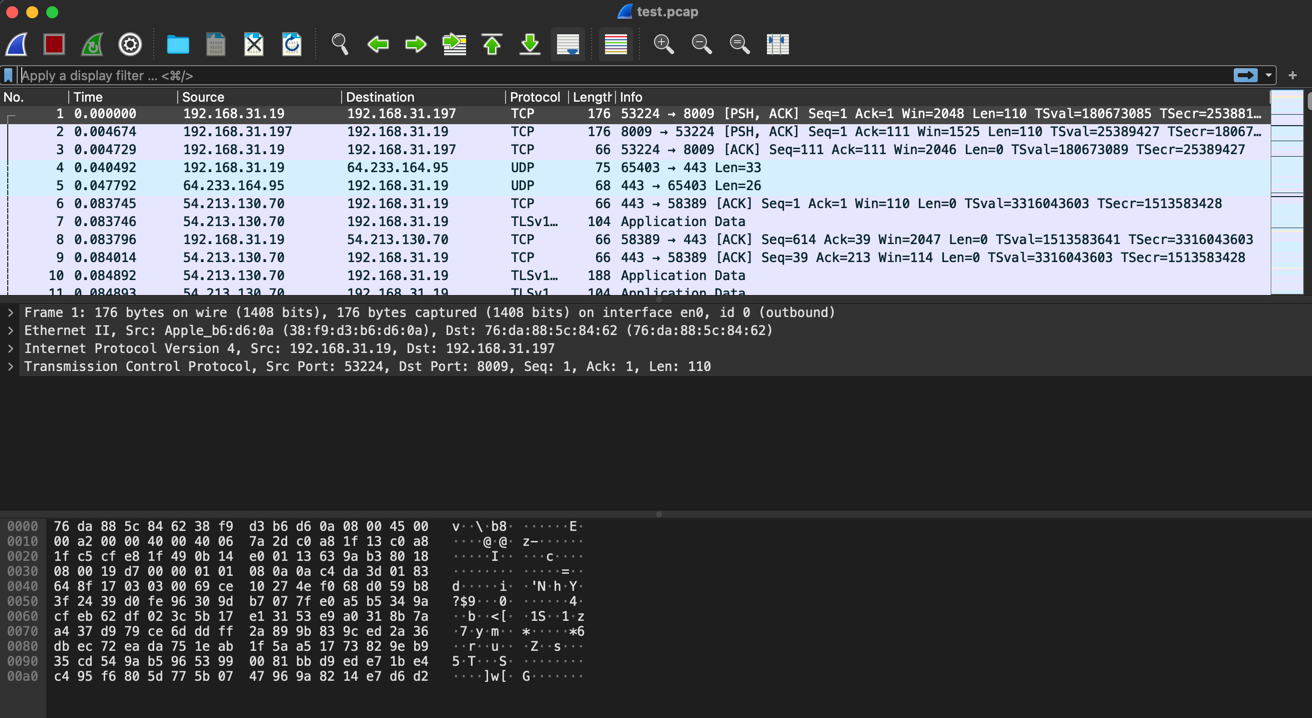 test.pcap
Apply a display filter ... <⌘/>
No. Time Source Destination Protocol Length Info
1 0.000000 192.168.31.19 192.168.31.197 TCP 176 53224 → 8009 [PSH, ACK] Seq=1 Ack=1 Win=2048 Len=110 TSval=180673085 TSecr=253881…
2 0.004674 192.168.31.197 192.168.31.19 TCP 176 8009 → 53224 [PSH, ACK] Seq=1 Ack=111 Win=1525 Len=110 TSval=25389427 TSecr=18067…
3 0.004729 192.168.31.19 192.168.31.197 TCP 66 53224 → 8009 [ACK] Seq=111 Ack=111 Win=2046 Len=0 TSval=180673089 TSecr=25389427
4 0.040492 192.168.31.19 64.233.164.95 UDP 75 65403 → 443 Len=33
5 0.047792 64.233.164.95 192.168.31.19 UDP 68 443 → 65403 Len=26
6 0.083745 54.213.130.70 192.168.31.19 TCP 66 443 → 58389 [ACK] Seq=1 Ack=1 Win=110 Len=0 TSval=3316043603 TSecr=1513583428
7 0.083746 54.213.130.70 192.168.31.19 TLSv1… 104 Application Data
8 0.083796 192.168.31.19 54.213.130.70 TCP 66 58389 → 443 [ACK] Seq=614 Ack=39 Win=2047 Len=0 TSval=1513583641 TSecr=3316043603
9 0.084014 54.213.130.70 192.168.31.19 TCP 66 443 → 58389 [ACK] Seq=39 Ack=213 Win=114 Len=0 TSval=3316043603 TSecr=1513583428
10 0.084892 54.213.130.70 192.168.31.19 TLSv1… 188 Application Data
11 0.084893 54.213.130.70 192.168.31.19 TLSv1… 104 Application Data
Frame 1: 176 bytes on wire (1408 bits), 176 bytes captured (1408 bits) on interface en0, id 0 (outbound)
Ethernet II, Src: Apple_b6:d6:0a (38:f9:d3:b6:d6:0a), Dst: 76:da:88:5c:84:62 (76:da:88:5c:84:62)
Internet Protocol Version 4, Src: 192.168.31.19, Dst: 192.168.31.197
Transmission Control Protocol, Src Port: 53224, Dst Port: 8009, Seq: 1, Ack: 1, Len: 110
0000 76 da 88 5c 84 62 38 f9 d3 b6 d6 0a 08 00 45 00 v··\·b8· ······E·
0010 00 a2 00 00 40 00 40 06 7a 2d c0 a8 1f 13 c0 a8 ····@·@· z-······
0020 1f c5 cf e8 1f 49 0b 14 e0 01 13 63 9a b3 80 18 ·····I·· ···c····
0030 08 00 19 d7 00 00 01 01 08 0a 0a c4 da 3d 01 83 ········ ·····=··
0040 64 8f 17 03 03 00 69 ce 10 27 4e f0 68 d0 59 b8 d·····i· ·'N·h·Y·
0050 3f 24 39 d0 fe 96 30 9d b7 07 7f e0 a5 b5 34 9a ?$9···0· ······4·
0060 cf eb 62 df 02 3c 5b 17 e1 31 53 e9 a0 31 8b 7a ··b··<[· ·1S··1·z
0070 a4 37 d9 79 ce 6d dd ff 2a 89 9b 83 9c ed 2a 36 ·7·y·m·· *·····*6
0080 db ec 72 ea da 75 1e ab 1f 5a a5 17 73 82 9e b9 ··r··u·· ·Z··s···
0090 35 cd 54 9a b5 96 53 99 00 81 bb d9 ed e7 1b e4 5·T···S· ········
00a0 c4 95 f6 80 5d 77 5b 07 47 96 9a 82 14 e7 d6 d2 ····]w[· G·······